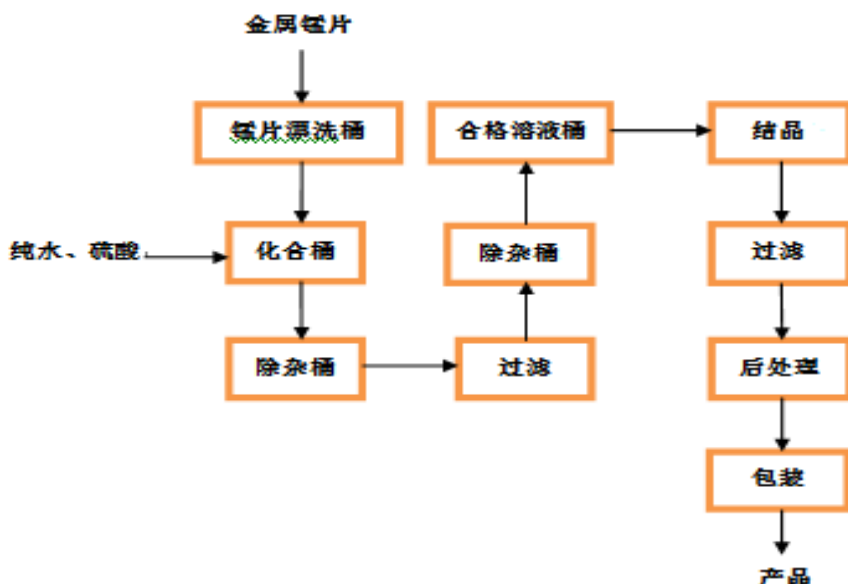 金属锰片
锰片漂洗桶
纯水、硫酸
化合桶
除杂桶
过滤
除杂桶
合格溶液桶
结晶
过滤
后处理
包装
产品